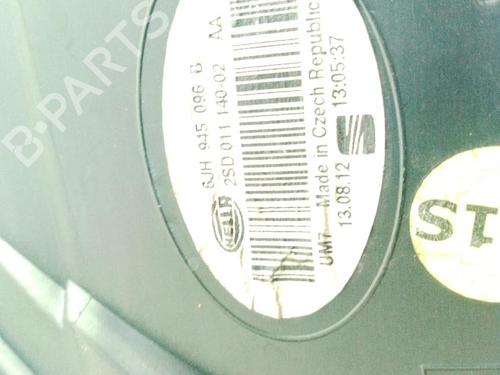 6JH 945 096 B AA
2SD 011 140-02
HELLA
UM7 Made in Czech Republic
13.08.12 13:05:37
ST
B-PARTS